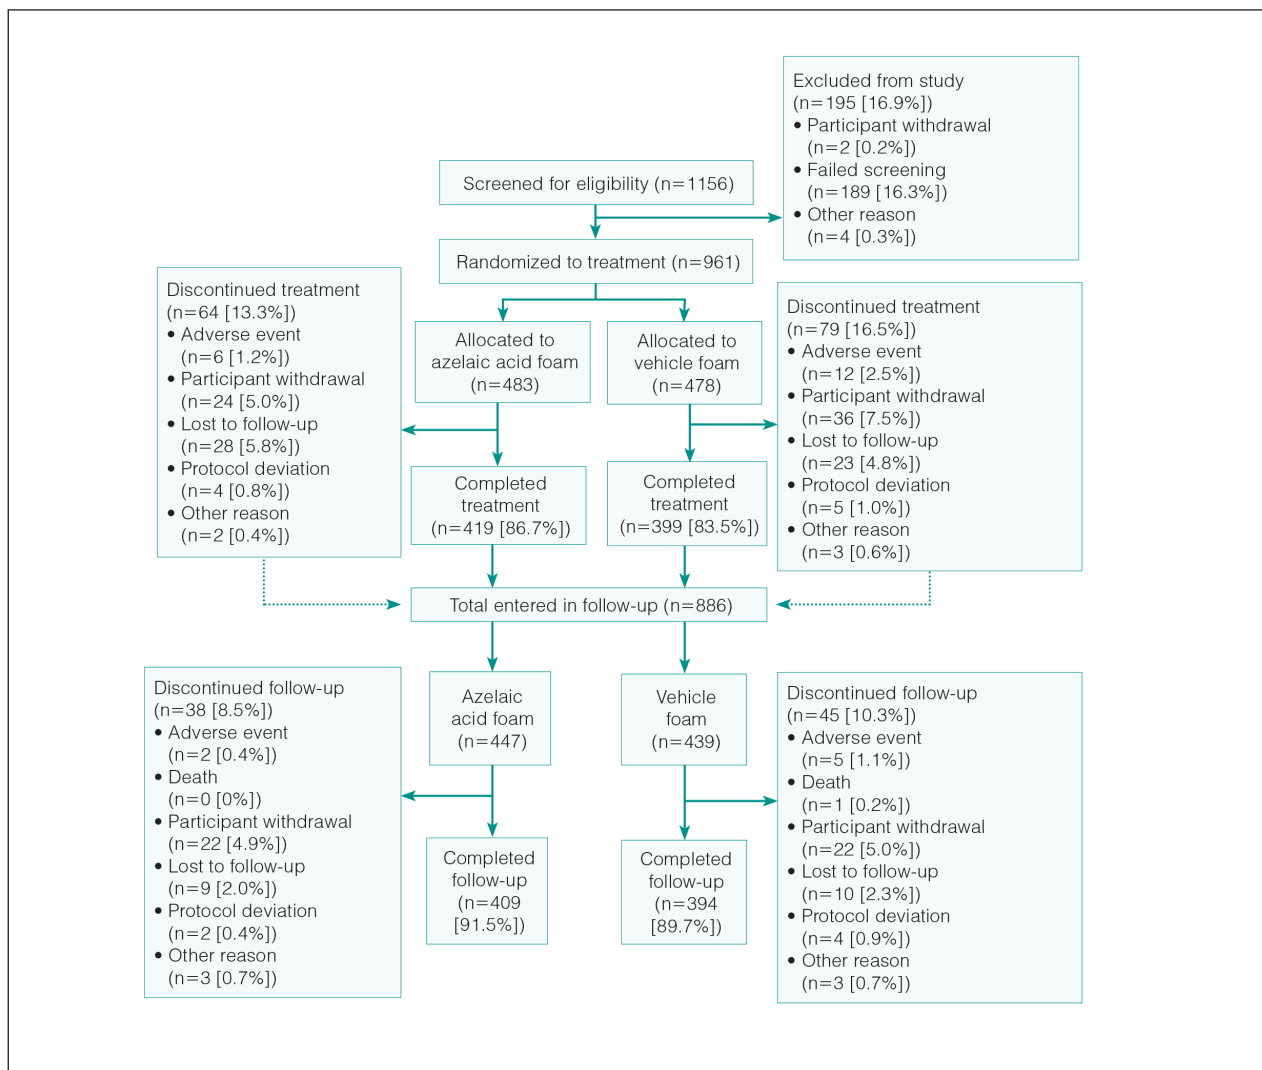 Excluded from study
(n=195 [16.9%])
• Participant withdrawal
(n=2 [0.2%])
• Failed screening
(n=189 [16.3%])
• Other reason
(n=4 [0.3%])
Screened for eligibility (n=1156)
Randomized to treatment (n=961)
Discontinued treatment
(n=64 [13.3%])
• Adverse event
(n=6 [1.2%])
• Participant withdrawal
(n=24 [5.0%])
• Lost to follow-up
(n=28 [5.8%])
• Protocol deviation
(n=4 [0.8%])
• Other reason
(n=2 [0.4%])
Allocated to
azelaic acid foam
(n=483)
Allocated to
vehicle foam
(n=478)
Discontinued treatment
(n=79 [16.5%])
• Adverse event
(n=12 [2.5%])
• Participant withdrawal
(n=36 [7.5%])
• Lost to follow-up
(n=23 [4.8%])
• Protocol deviation
(n=5 [1.0%])
• Other reason
(n=3 [0.6%])
Completed
treatment
(n=419 [86.7%])
Completed
treatment
(n=399 [83.5%])
Total entered in follow-up (n=886)
Discontinued follow-up
(n=38 [8.5%])
• Adverse event
(n=2 [0.4%])
• Death
(n=0 [0%])
• Participant withdrawal
(n=22 [4.9%])
• Lost to follow-up
(n=9 [2.0%])
• Protocol deviation
(n=2 [0.4%])
• Other reason
(n=3 [0.7%])
Azelaic
acid foam
(n=447)
Vehicle
foam
(n=439)
Discontinued follow-up
(n=45 [10.3%])
• Adverse event
(n=5 [1.1%])
• Death
(n=1 [0.2%])
• Participant withdrawal
(n=22 [5.0%])
• Lost to follow-up
(n=10 [2.3%])
• Protocol deviation
(n=4 [0.9%])
• Other reason
(n=3 [0.7%])
Completed
follow-up
(n=409
[91.5%])
Completed
follow-up
(n=394
[89.7%])